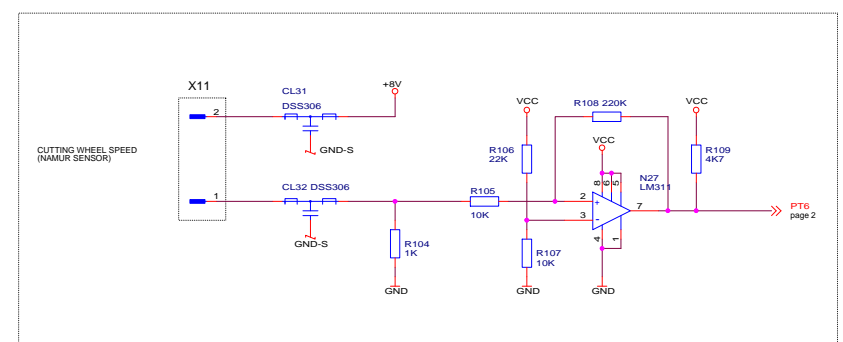 X11
CL31
DSS306
+8V
2
GND-S
CUTTING WHEEL SPEED
(NAMUR SENSOR)
1
CL32 DSS306
GND-S
R104
1K
GND
R105
10K
VCC
R106
22K
R107
10K
GND
R108 220K
VCC
8
6
5
N27
LM311
2
+
3
-
7
4
1
GND
VCC
R109
4K7
PT6
page 2